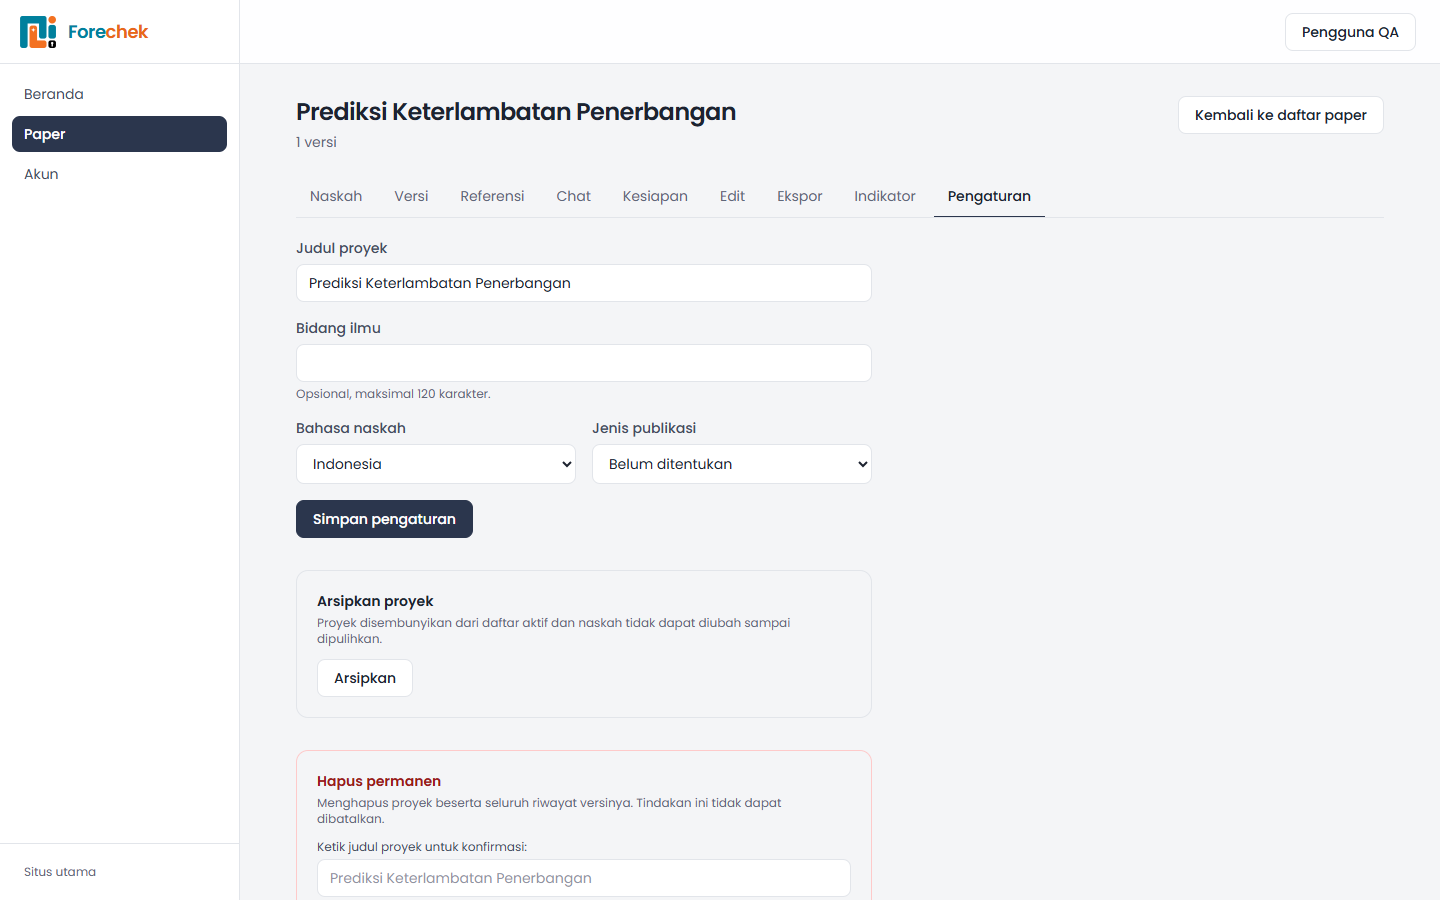 Forechek
Pengguna QA
Beranda
Paper
Akun
Situs utama
Prediksi Keterlambatan Penerbangan
1 versi
Kembali ke daftar paper
Naskah Versi Referensi Chat Kesiapan Edit Ekspor Indikator Pengaturan
Judul proyek
Prediksi Keterlambatan Penerbangan
Bidang ilmu
Opsional, maksimal 120 karakter.
Bahasa naskah Jenis publikasi
Indonesia Belum ditentukan
Simpan pengaturan
Arsipkan proyek
Proyek disembunyikan dari daftar aktif dan naskah tidak dapat diubah sampai
dipulihkan.
Arsipkan
Hapus permanen
Menghapus proyek beserta seluruh riwayat versinya. Tindakan ini tidak dapat
dibatalkan.
Ketik judul proyek untuk konfirmasi:
Prediksi Keterlambatan Penerbangan